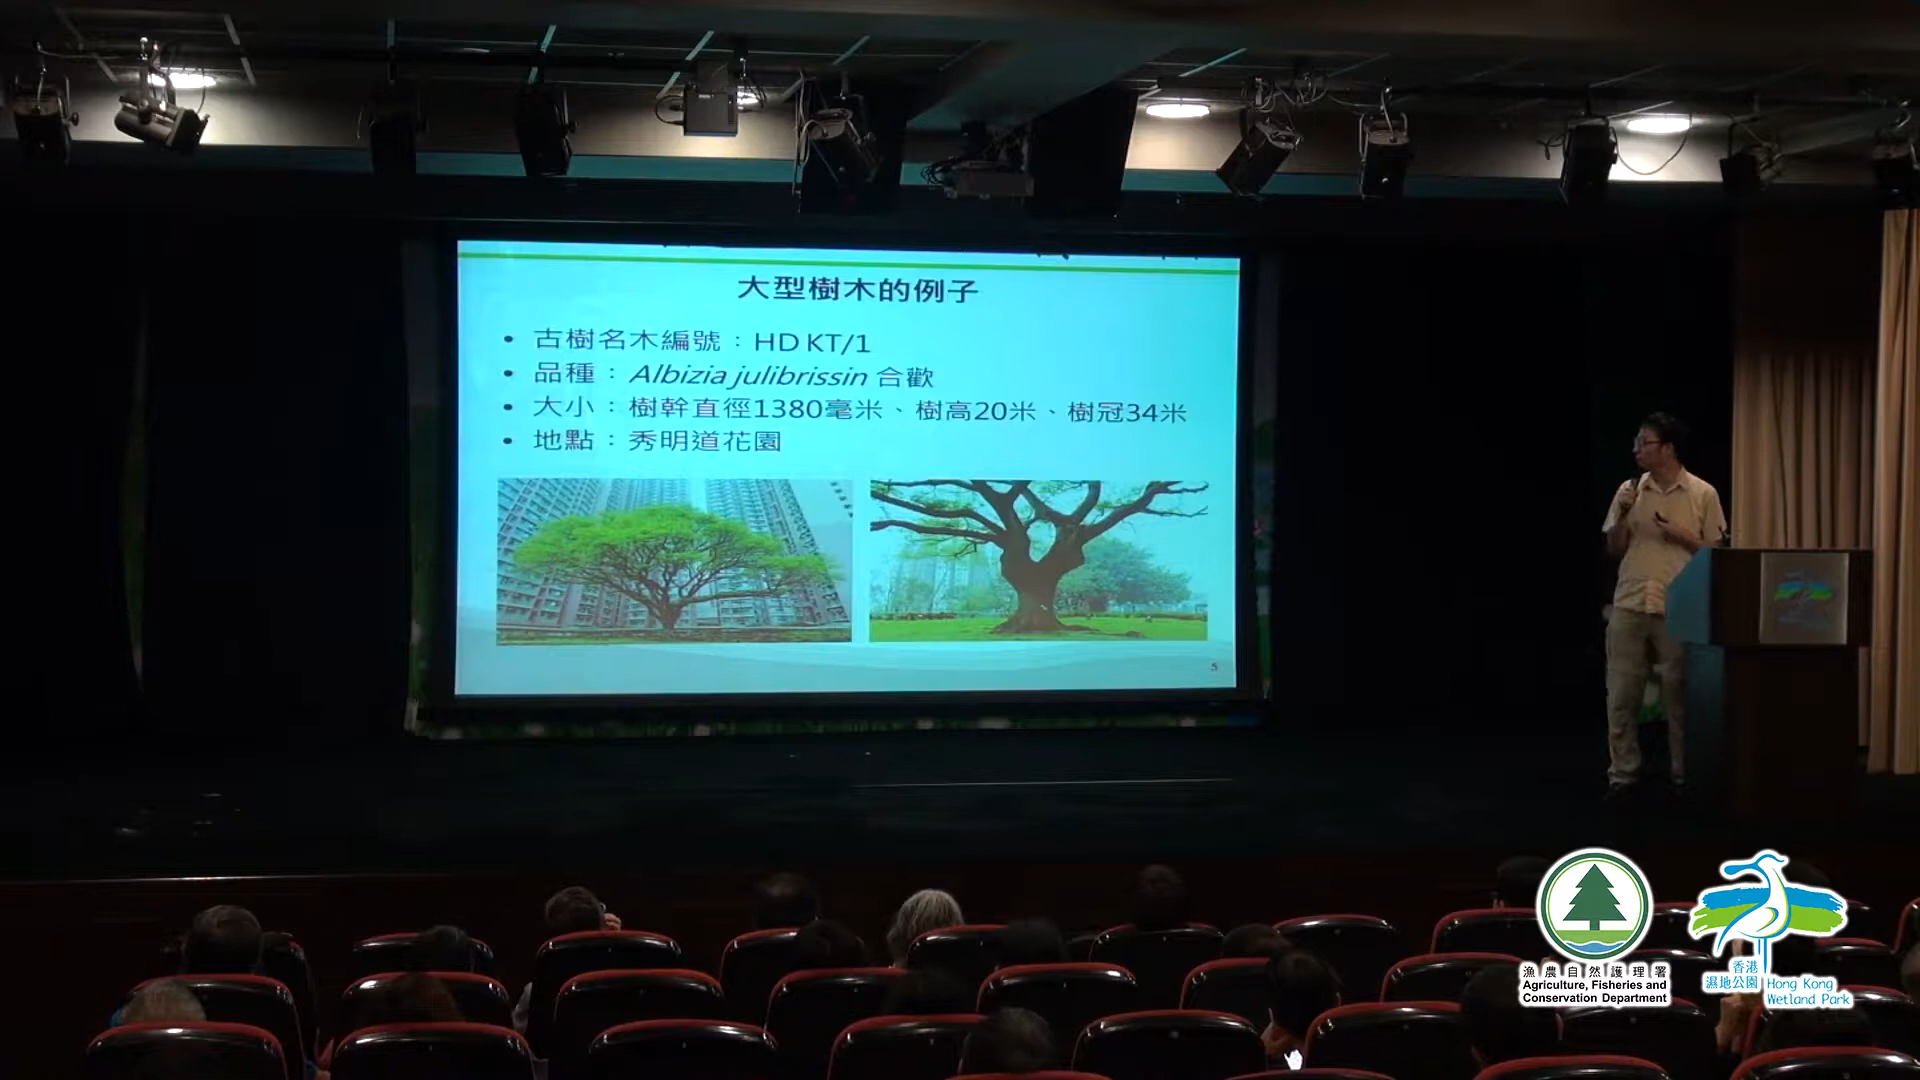 大型樹木的例子
• 古樹名木編號：HD KT/1
• 品種：Albizia julibrissin 合歡
• 大小：樹幹直徑1380毫米、樹高20米、樹冠34米
• 地點：秀明道花園
5
漁農自然護理署
Agriculture, Fisheries and
Conservation Department
香港
濕地公園
Hong Kong
Wetland Park